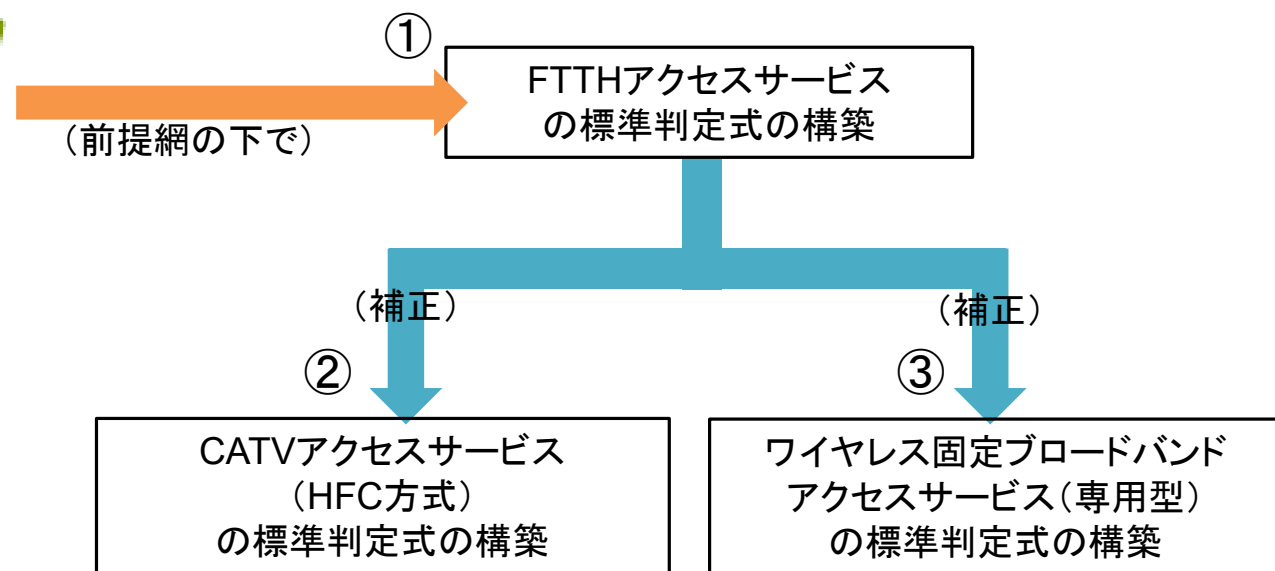 ①
FTTHアクセスサービス
の標準判定式の構築
（前提網の下で）
（補正）
（補正）
②
③
CATVアクセスサービス
（HFC方式）
の標準判定式の構築
ワイヤレス固定ブロードバンド
アクセスサービス（専用型）
の標準判定式の構築